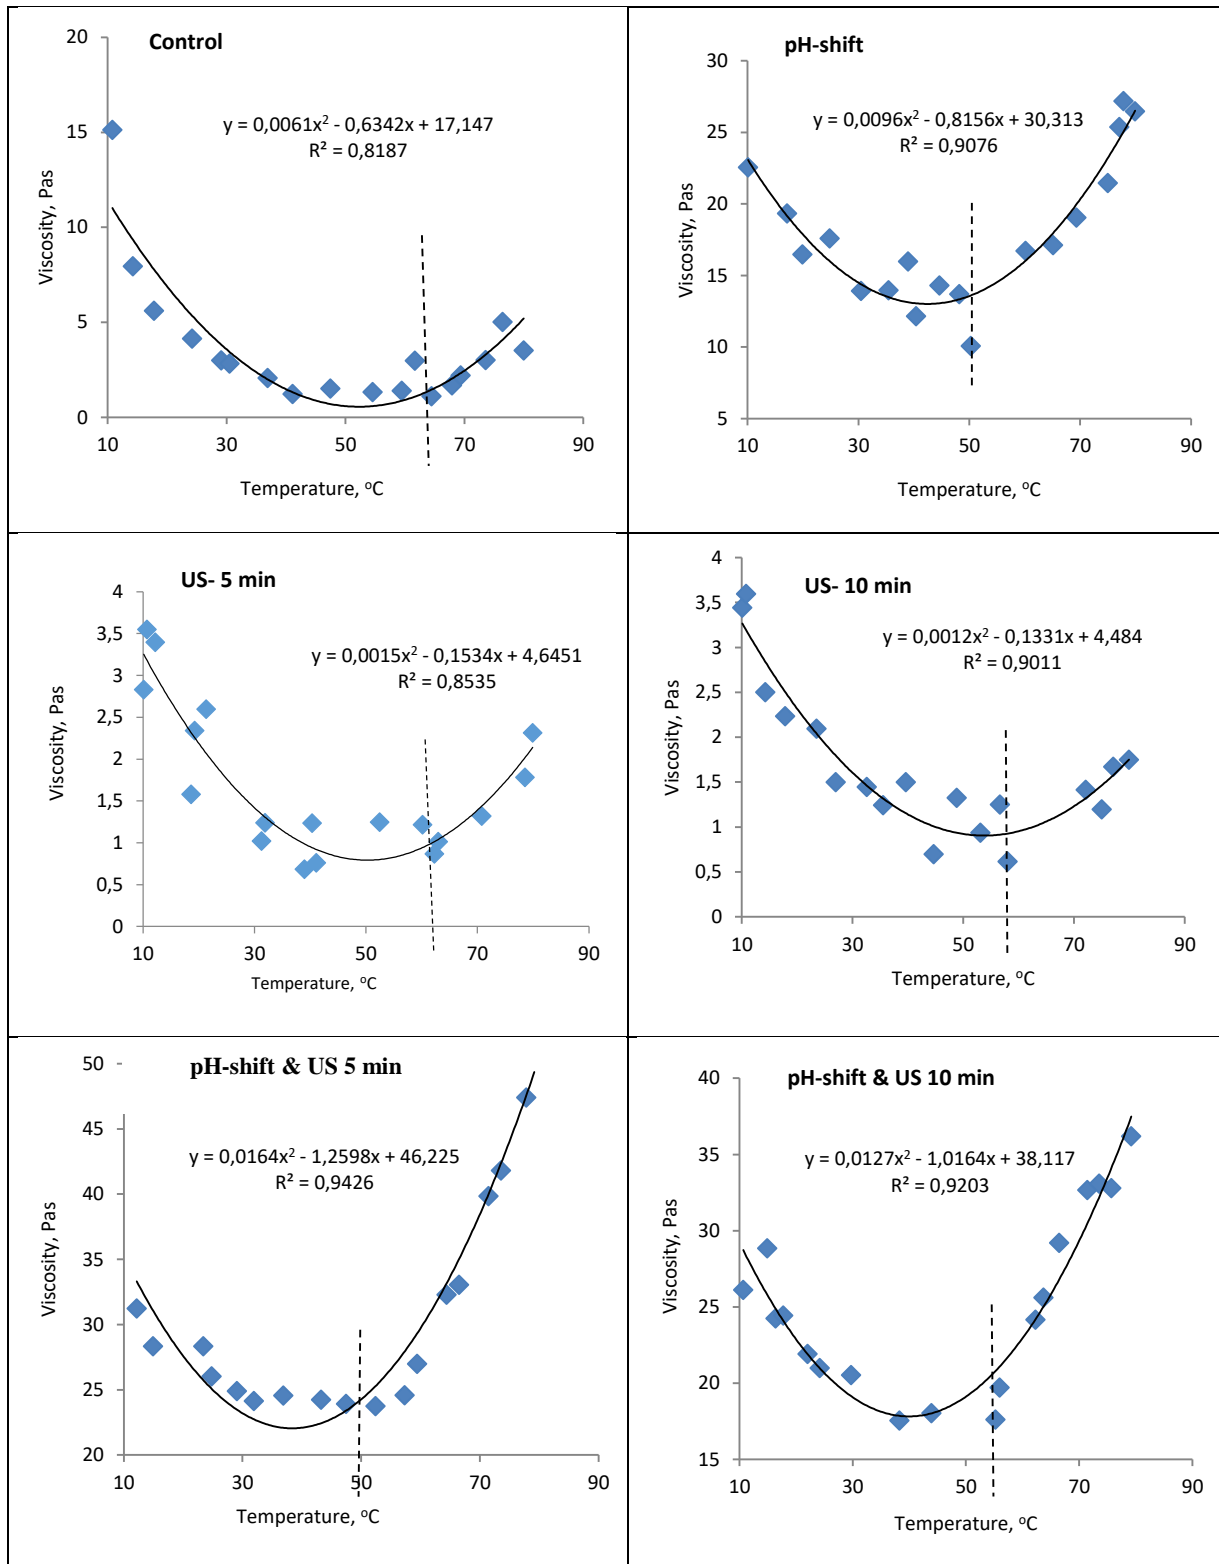 Control
y = 0,0061x² - 0,6342x + 17,147
R² = 0,8187
Viscosity, Pas
20
15
10
5
0
10 30 50 70 90
Temperature, °C
pH-shift
y = 0,0096x² - 0,8156x + 30,313
R² = 0,9076
Viscosity, Pas
30
25
20
15
10
5
10 30 50 70 90
Temperature, °C
US- 5 min
y = 0,0015x² - 0,1534x + 4,6451
R² = 0,8535
Viscosity, Pas
4
3,5
3
2,5
2
1,5
1
0,5
0
10 30 50 70 90
Temperature, °C
US- 10 min
y = 0,0012x² - 0,1331x + 4,484
R² = 0,9011
Viscosity, Pas
4
3,5
3
2,5
2
1,5
1
0,5
0
10 30 50 70 90
Temperature, °C
pH-shift & US 5 min
y = 0,0164x² - 1,2598x + 46,225
R² = 0,9426
Viscosity, Pas
50
45
40
35
30
25
20
10 30 50 70 90
Temperature, °C
pH-shift & US 10 min
y = 0,0127x² - 1,0164x + 38,117
R² = 0,9203
Viscosity, Pas
40
35
30
25
20
15
10 30 50 70 90
Temperature, °C